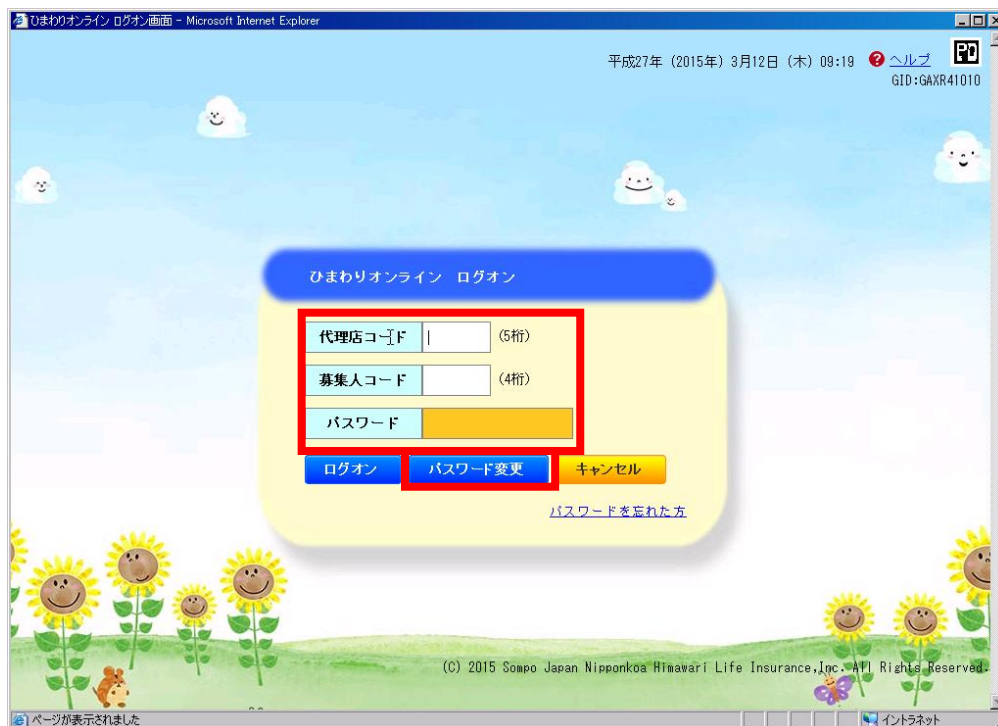 ひまわりオンライン ログオン画面 - Microsoft Internet Explorer
平成27年 (2015年) 3月12日 (木) 09:19 ヘルプ
GID:GAXR41010
ひまわりオンライン ログオン
代理店コード (5桁)
募集人コード (4桁)
パスワード
ログオン パスワード変更 キャンセル
パスワードを忘れた方
(C) 2015 Sompo Japan Nipponkoa Himawari Life Insurance,Inc. All Rights Reserved.
ページが表示されました イントラネット